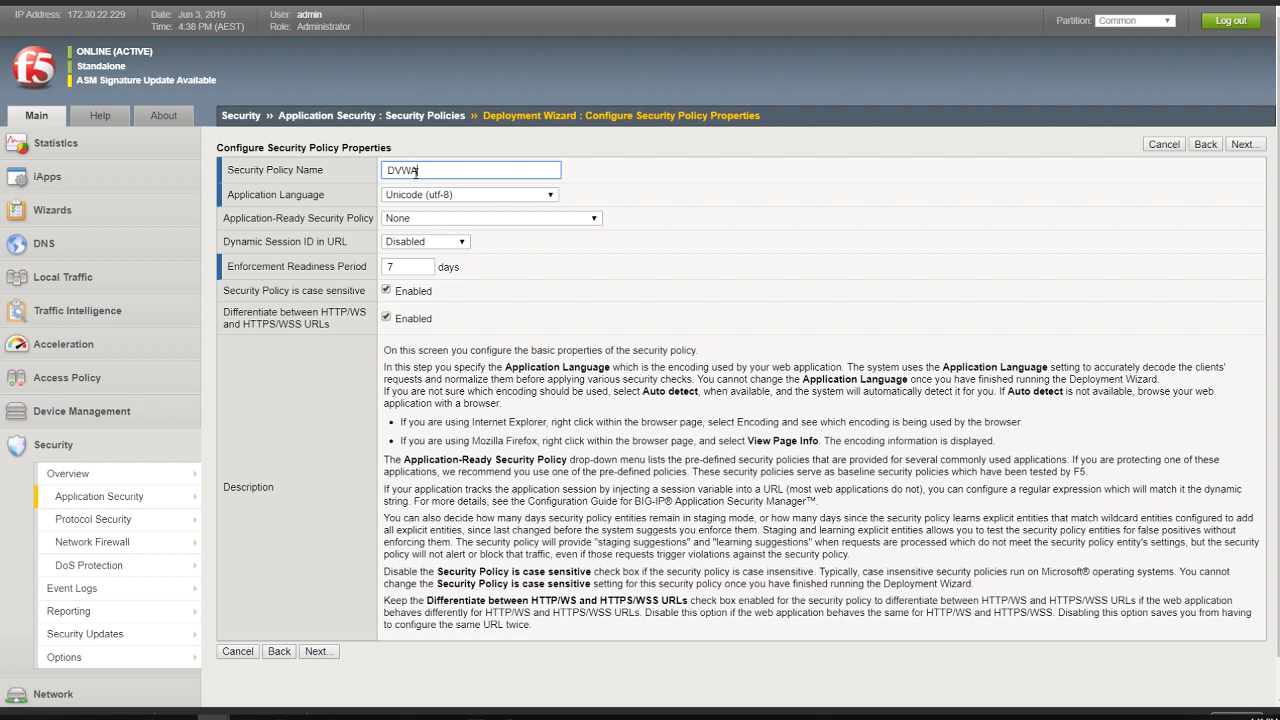 IP Address: 172.30.22.229 Date: Jun 3, 2019 User: admin
Time: 4:38 PM (AEST) Role: Administrator
Partition: Common Log out
f5
ONLINE (ACTIVE)
Standalone
ASM Signature Update Available
Main Help About
Security ›› Application Security : Security Policies ›› Deployment Wizard : Configure Security Policy Properties
Statistics
iApps
Wizards
DNS
Local Traffic
Traffic Intelligence
Acceleration
Access Policy
Device Management
Security
Overview
Application Security
Protocol Security
Network Firewall
DoS Protection
Event Logs
Reporting
Security Updates
Options
Network
Cancel Back Next...
Configure Security Policy Properties
Security Policy Name DVWA
Application Language Unicode (utf-8)
Application-Ready Security Policy None
Dynamic Session ID in URL Disabled
Enforcement Readiness Period 7 days
Security Policy is case sensitive Enabled
Differentiate between HTTP/WS
and HTTPS/WSS URLs Enabled
Description
On this screen you configure the basic properties of the security policy.
In this step you specify the Application Language which is the encoding used by your web application. The system uses the Application Language setting to accurately decode the clients'
requests and normalize them before applying various security checks. You cannot change the Application Language once you have finished running the Deployment Wizard.
If you are not sure which encoding should be used, select Auto detect, when available, and the system will automatically detect it for you. If Auto detect is not available, browse your web
application with a browser.
• If you are using Internet Explorer, right click within the browser page, select Encoding and see which encoding is being used by the browser.
• If you are using Mozilla Firefox, right click within the browser page, and select View Page Info. The encoding information is displayed.
The Application-Ready Security Policy drop-down menu lists the pre-defined security policies that are provided for several commonly used applications. If you are protecting one of these
applications, we recommend you use one of the pre-defined policies. These security policies serve as baseline security policies which have been tested by F5.
If your application tracks the application session by injecting a session variable into a URL (most web applications do not), you can configure a regular expression which will match it the dynamic
string. For more details, see the Configuration Guide for BIG-IP® Application Security Manager™.
You can also decide how many days security policy entities remain in staging mode, or how many days since the security policy learns explicit entities that match wildcard entities configured to add
all explicit entities, since last changed before the system suggests you enforce them. Staging and learning explicit entities allows you to test the security policy entities for false positives without
enforcing them. The security policy will provide "staging suggestions" and "learning suggestions" when requests are processed which do not meet the security policy entity's settings, but the security
policy will not alert or block that traffic, even if those requests trigger violations against the security policy.
Disable the Security Policy is case sensitive check box if the security policy is case insensitive. Typically, case insensitive security policies run on Microsoft® operating systems. You cannot
change the Security Policy is case sensitive setting for this security policy once you have finished running the Deployment Wizard.
Keep the Differentiate between HTTP/WS and HTTPS/WSS URLs check box enabled for the security policy to differentiate between HTTP/WS and HTTPS/WSS URLs if the web application
behaves differently for HTTP/WS and HTTPS/WSS URLs. Disable this option if the web application behaves the same for HTTP/WS and HTTPS/WSS. Disabling this option saves you from having
to configure the same URL twice.
Cancel Back Next...